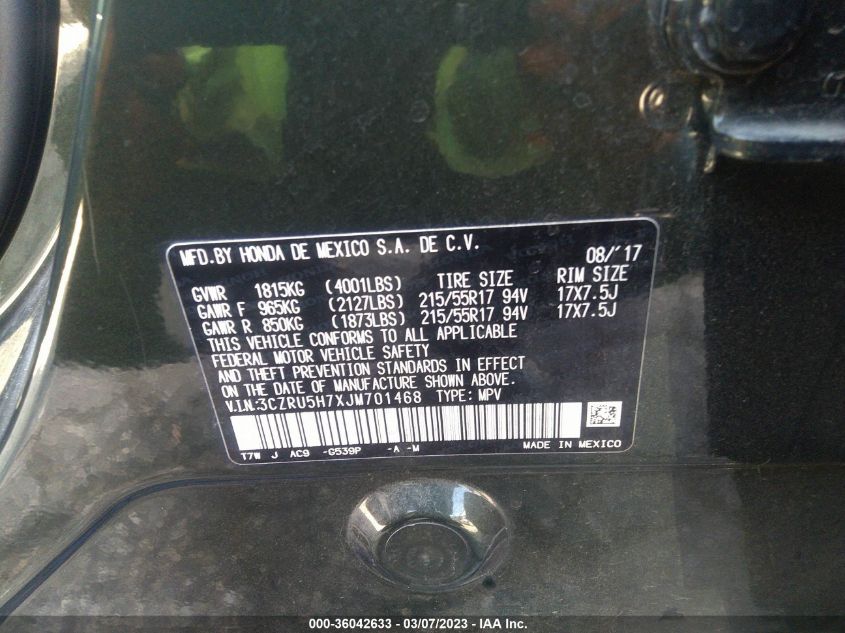 MFD.BY HONDA DE MEXICO S.A. DE C.V. 08/'17
GVWR 1815KG (4001LBS) TIRE SIZE RIM SIZE
GAWR F 965KG (2127LBS) 215/55R17 94V 17X7.5J
GAWR R 850KG (1873LBS) 215/55R17 94V 17X7.5J
THIS VEHICLE CONFORMS TO ALL APPLICABLE
FEDERAL MOTOR VEHICLE SAFETY
AND THEFT PREVENTION STANDARDS IN EFFECT
ON THE DATE OF MANUFACTURE SHOWN ABOVE.
V.I.N:3CZRU5H7XJM701468 TYPE: MPV
T7W J AC9 -G539P -A -M MADE IN MEXICO
000-36042633 - 03/07/2023 - IAA Inc.